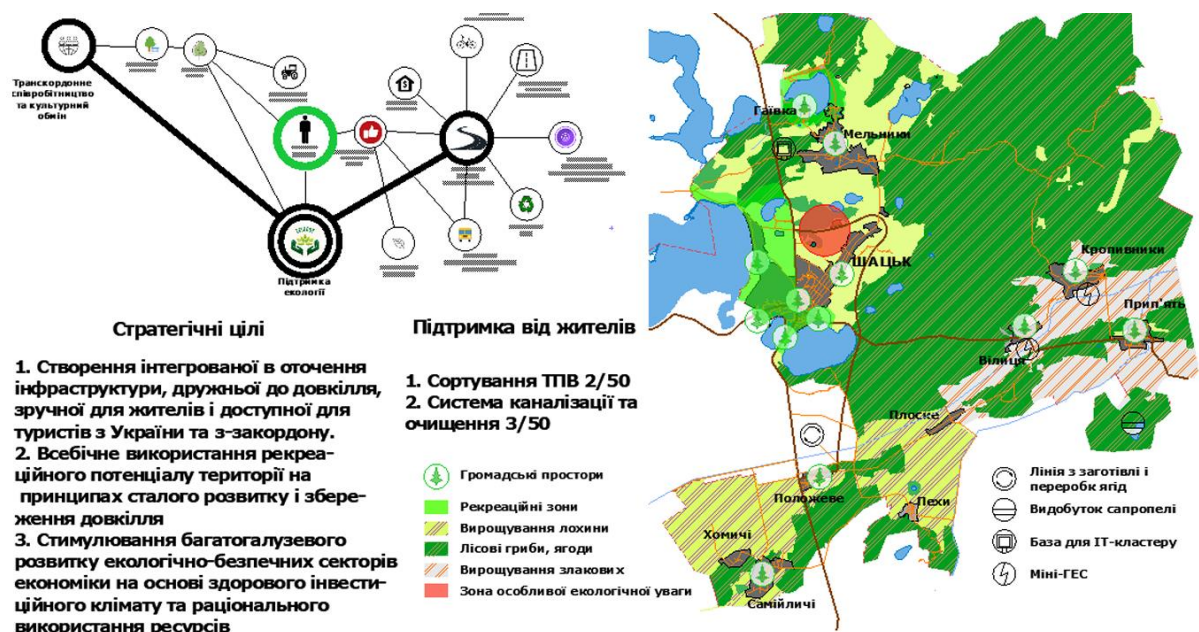 Транскордонне
співробітництво
та культурний
обмін
Підтримка
екології
Стратегічні цілі
1. Створення інтегрованої в оточення
інфраструктури, дружньої до довкілля,
зручної для жителів і доступної для
туристів з України та з-закордону.
2. Всебічне використання рекреа-
ційного потенціалу території на
принципах сталого розвитку і збере-
ження довкілля
3. Стимулювання багатогалузевого
розвитку екологічно-безпечних секторів
економіки на основі здорового інвести-
ційного клімату та раціонального
використання ресурсів
Підтримка від жителів
1. Сортування ТПВ 2/50
2. Система каналізації та
очищення 3/50
Громадські простори
Рекреаційні зони
Вирощування лохини
Лісові гриби, ягоди
Вирощування злакових
Зона особливої екологічної уваги
Гаївка
Мельники
ШАЦЬК
Кропивники
Прип'ять
Вілиця
Плоске
Положеве
Пехи
Хомичі
Самійличі
Лінія з заготівлі і
переробк ягід
Видобуток сапропелі
База для ІТ-кластеру
Міні-ГЕС